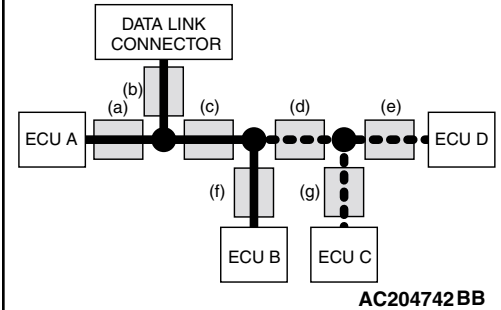 DATA LINK
CONNECTOR
(b)
(a)
(c)
(d)
(e)
ECU A
ECU D
(f)
(g)
ECU B
ECU C
AC204742BB